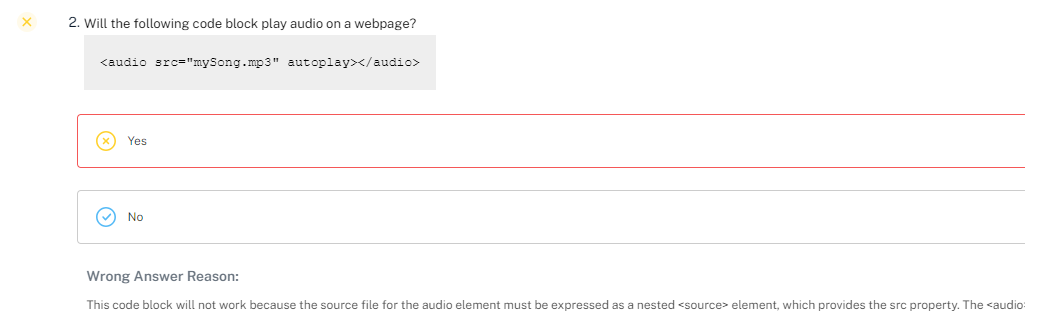 2. Will the following code block play audio on a webpage?
<audio src="mySong.mp3" autoplay></audio>
Yes
No
Wrong Answer Reason:
This code block will not work because the source file for the audio element must be expressed as a nested <source> element, which provides the src property. The <audio